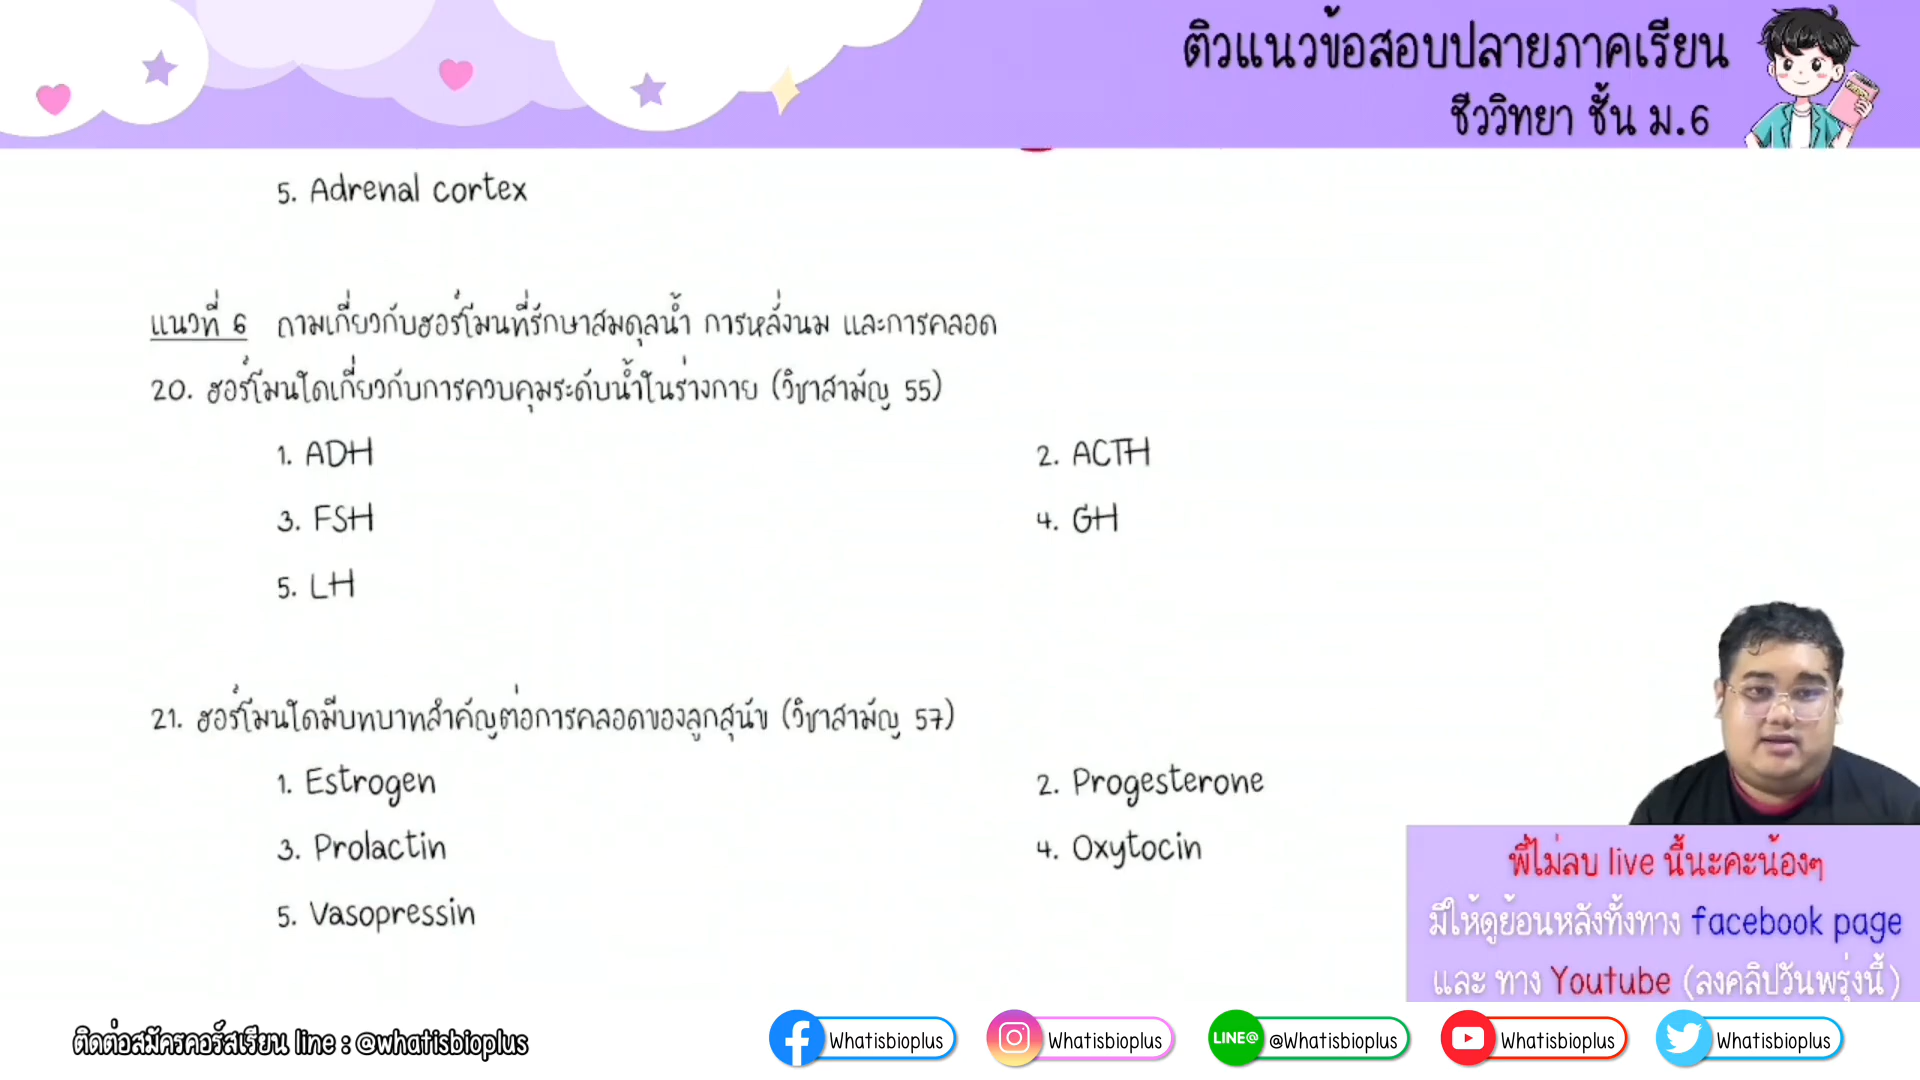 ติวแนวข้อสอบปลายภาคเรียน
ชีววิทยา ชั้น ม.6
5. Adrenal cortex
แนวที่ 6 ถามเกี่ยวกับฮอร์โมนที่รักษาสมดุลน้ำ การหลั่งนม และการคลอด
20. ฮอร์โมนใดเกี่ยวกับการควบคุมระดับน้ำในร่างกาย (วิชาสามัญ 55)
1. ADH
2. ACTH
3. FSH
4. GH
5. LH
21. ฮอร์โมนใดมีบทบาทสำคัญต่อการคลอดของลูกสุนัข (วิชาสามัญ 57)
1. Estrogen
2. Progesterone
3. Prolactin
4. Oxytocin
5. Vasopressin
พี่ไม่ลบ live นี้นะคะน้องๆ
มีให้ดูย้อนหลังทั้งทาง facebook page
และ ทาง Youtube (ลงคลิปวันพรุ่งนี้)
ติดต่อสมัครคอร์สเรียน line : @whatisbioplus
Whatisbioplus
Whatisbioplus
LINE@ @Whatisbioplus
Whatisbioplus
Whatisbioplus